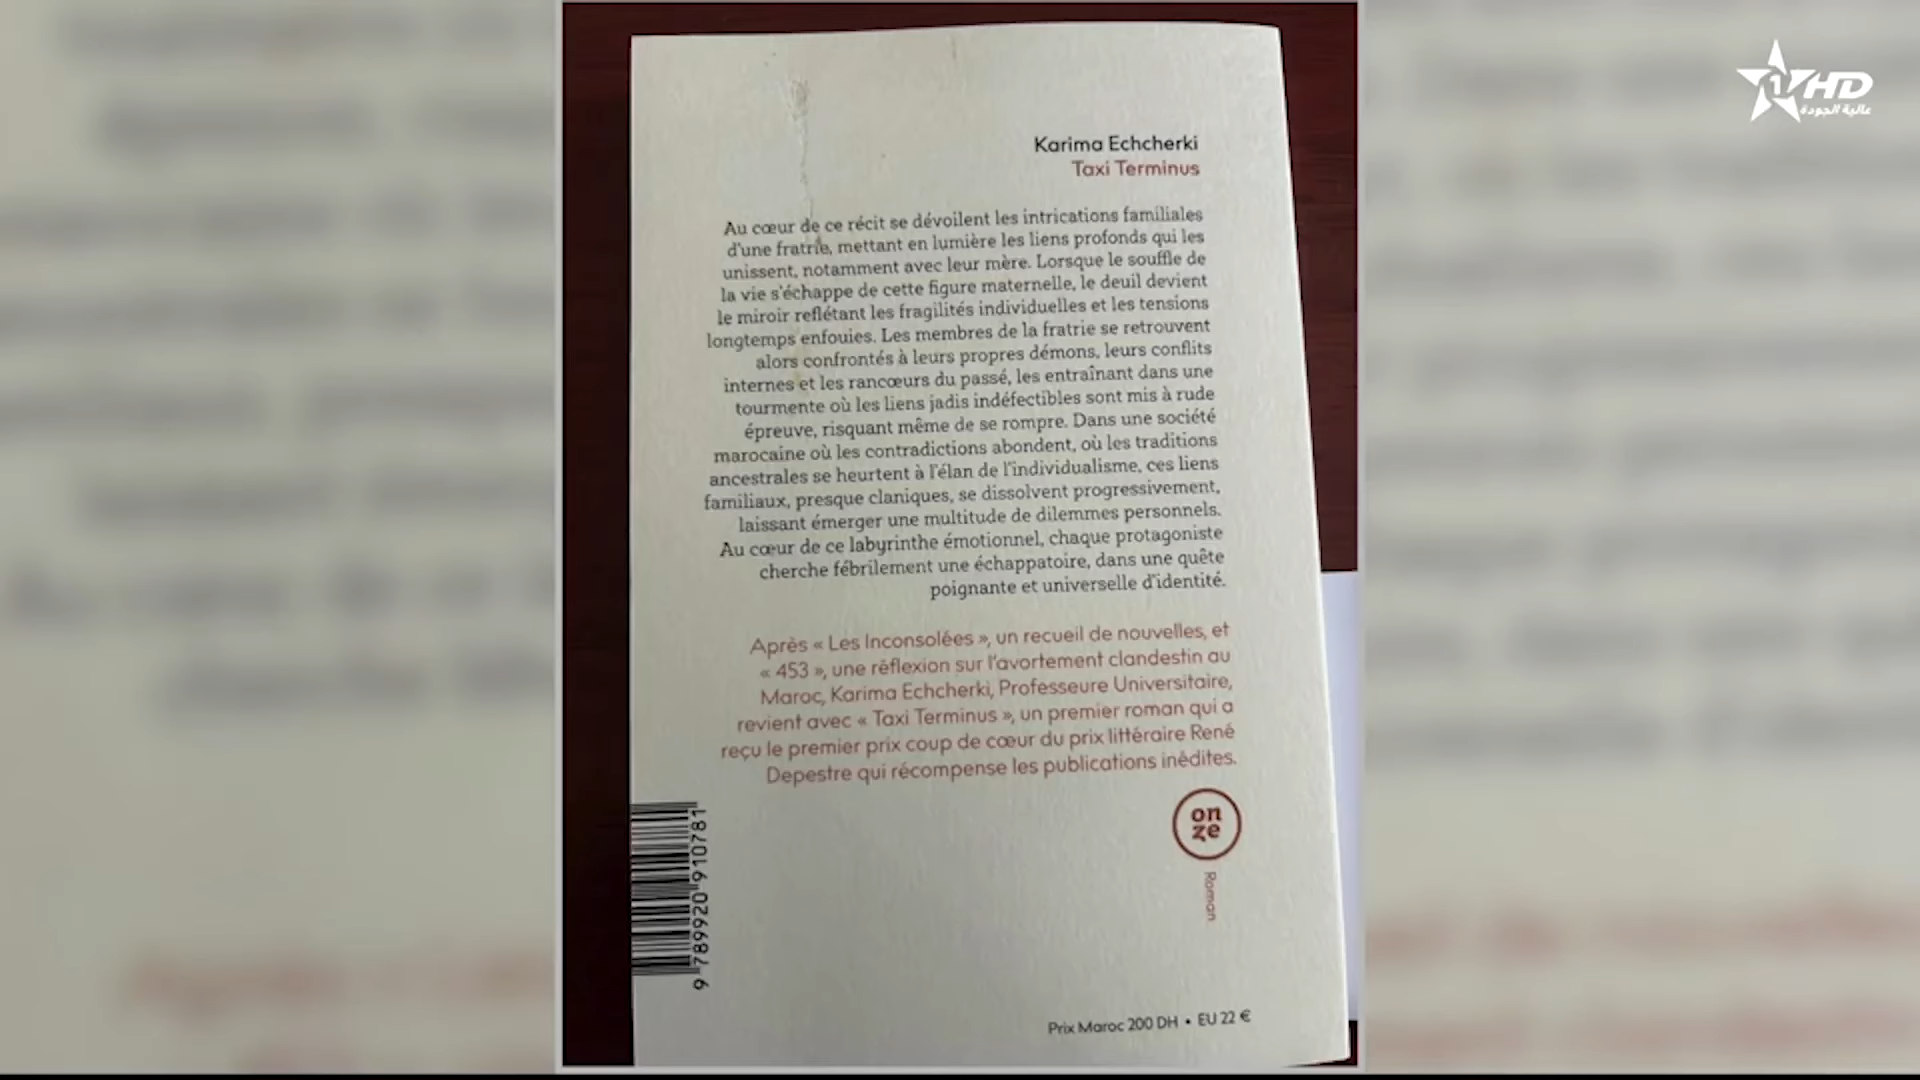 1 HD
عالية الجودة
Karima Echcherki
Taxi Terminus
Au cœur de ce récit se dévoilent les intrications familiales
d'une fratrie, mettant en lumière les liens profonds qui les
unissent, notamment avec leur mère. Lorsque le souffle de
la vie s'échappe de cette figure maternelle, le deuil devient
le miroir reflétant les fragilités individuelles et les tensions
longtemps enfouies. Les membres de la fratrie se retrouvent
alors confrontés à leurs propres démons, leurs conflits
internes et les rancœurs du passé, les entraînant dans une
tourmente où les liens jadis indéfectibles sont mis à rude
épreuve, risquant même de se rompre. Dans une société
marocaine où les contradictions abondent, où les traditions
ancestrales se heurtent à l'élan de l'individualisme, ces liens
familiaux, presque claniques, se dissolvent progressivement,
laissant émerger une multitude de dilemmes personnels.
Au cœur de ce labyrinthe émotionnel, chaque protagoniste
cherche fébrilement une échappatoire, dans une quête
poignante et universelle d'identité.
Après « Les Inconsolées », un recueil de nouvelles, et
« 453 », une réflexion sur l'avortement clandestin au
Maroc, Karima Echcherki, Professeure Universitaire,
revient avec « Taxi Terminus », un premier roman qui a
reçu le premier prix coup de cœur du prix littéraire René
Depestre qui récompense les publications inédites.
on
ze
Roman
9 789920 910781
Prix Maroc 200 DH • EU 22 €